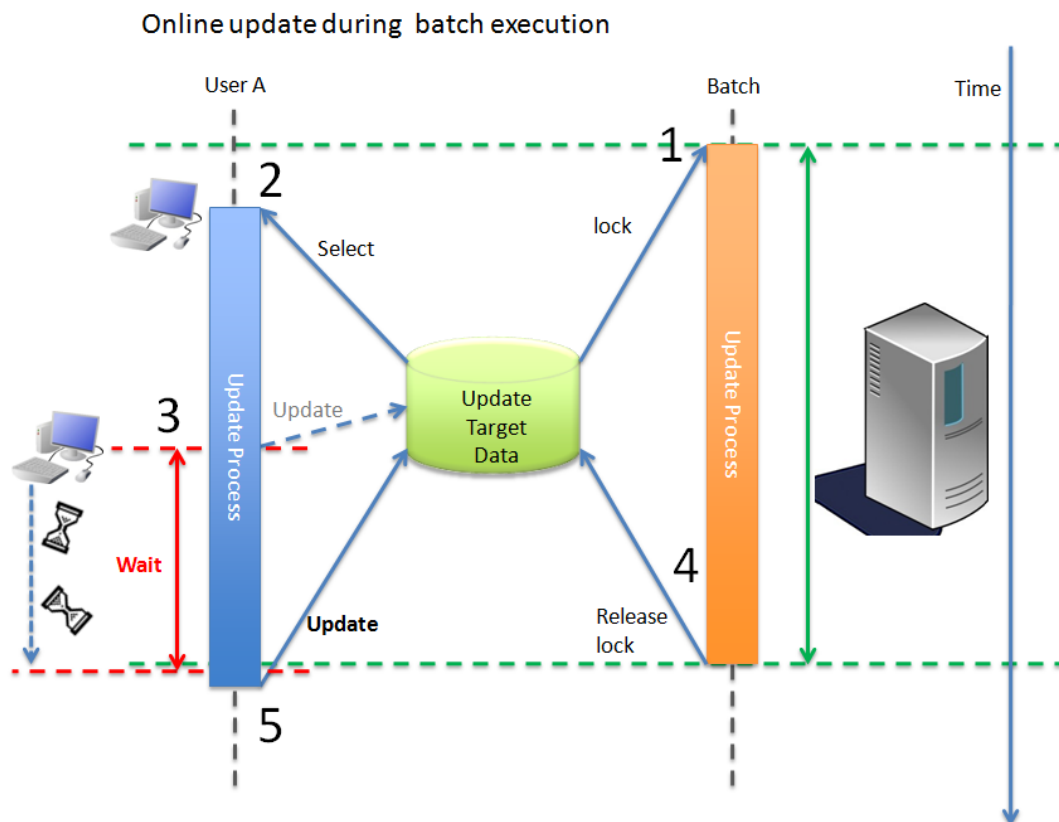 Online update during batch execution
User A
Batch
Time
1
2
Select
lock
Update Process
Update Process
3
Update
Update
Target
Data
Wait
4
Update
Release
lock
5